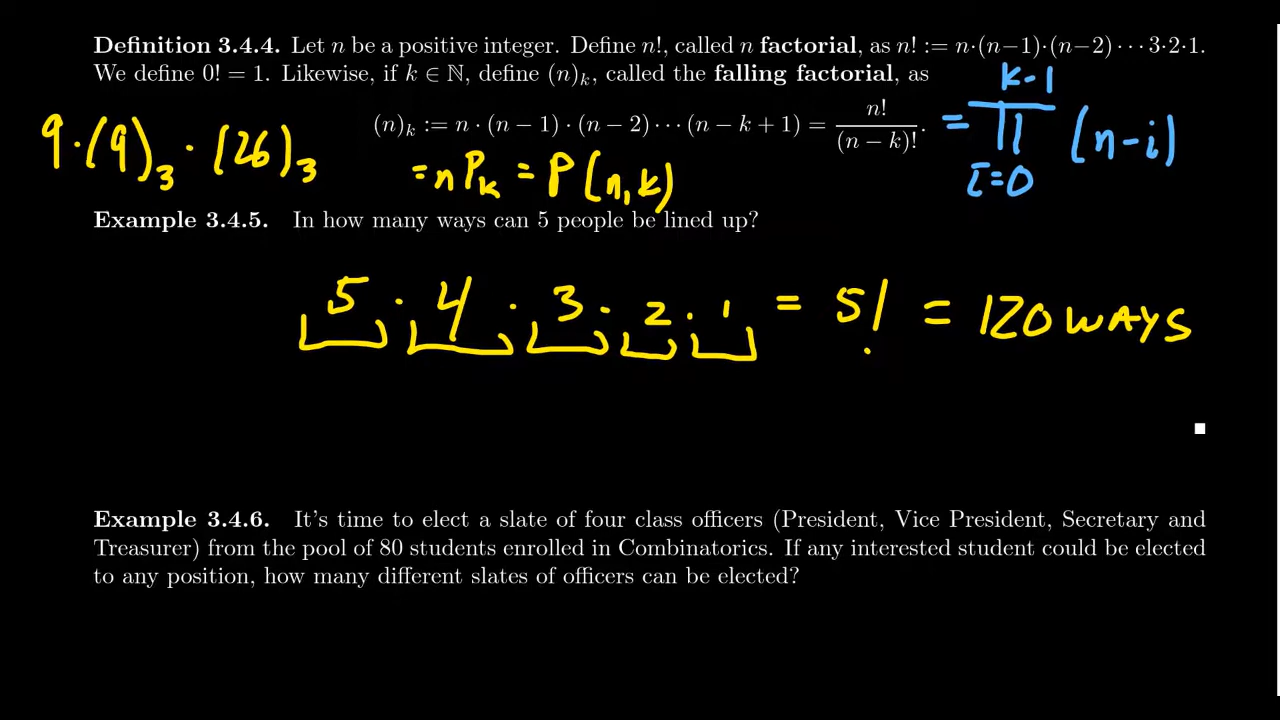 Definition 3.4.4. Let n be a positive integer. Define n!, called n factorial, as n! := n·(n−1)·(n−2)···3·2·1.
We define 0! = 1. Likewise, if k ∈ ℕ, define (n)ₖ, called the falling factorial, as
(n)ₖ := n · (n − 1) · (n − 2) ··· (n − k + 1) = n!/(n − k)!. = ∏_{i=0}^{k-1} (n-i)
9·(9)₃·(26)₃
= nPₖ = P(n,k)
Example 3.4.5. In how many ways can 5 people be lined up?
5 · 4 · 3 · 2 · 1 = 5! = 120 WAYS
Example 3.4.6. It's time to elect a slate of four class officers (President, Vice President, Secretary and
Treasurer) from the pool of 80 students enrolled in Combinatorics. If any interested student could be elected
to any position, how many different slates of officers can be elected?